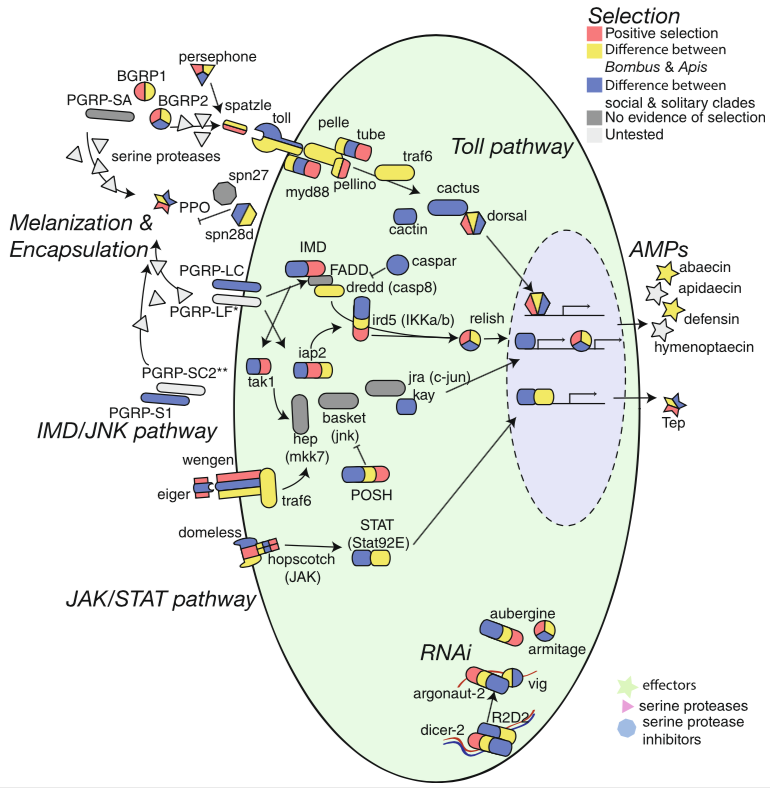 Selection
Positive selection
Difference between
Bombus & Apis
Difference between
social & solitary clades
No evidence of selection
Untested
persephone
BGRP1
PGRP-SA
BGRP2
spatzle
toll
pelle
tube
serine proteases
Toll pathway
traf6
spn27
myd88
pellino
cactus
PPO
dorsal
cactin
spn28d
Melanization &
Encapsulation
IMD
AMPs
PGRP-LC
FADD
caspar
abaecin
dredd (casp8)
apidaecin
PGRP-LF*
ird5 (IKKa/b)
relish
defensin
iap2
hymenoptaecin
PGRP-SC2**
tak1
jra (c-jun)
kay
PGRP-S1
basket
(jnk)
Tep
IMD/JNK pathway
hep
(mkk7)
wengen
eiger
traf6
POSH
domeless
STAT
(Stat92E)
hopscotch
(JAK)
JAK/STAT pathway
aubergine
armitage
RNAi
vig
argonaut-2
effectors
serine proteases
R2D2
dicer-2
serine protease
inhibitors